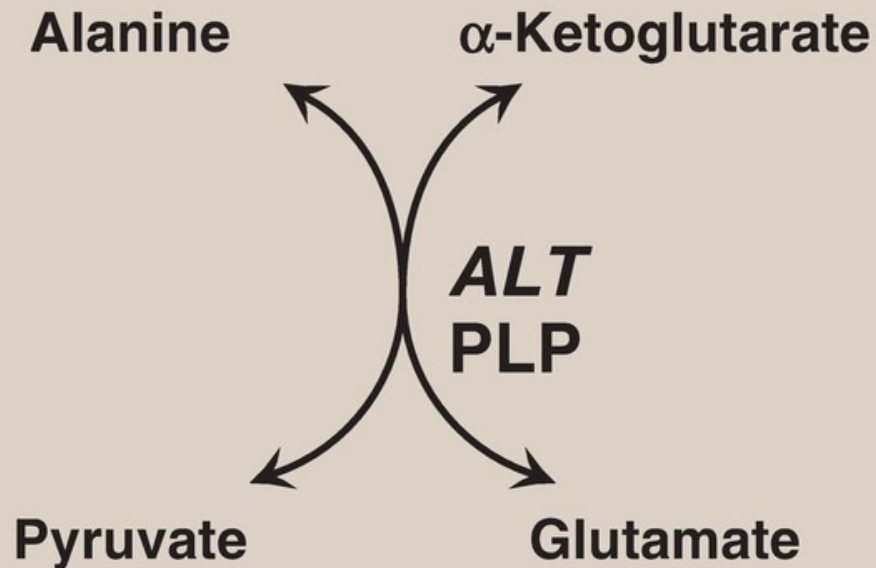 Alanine
α-Ketoglutarate
ALT
PLP
Pyruvate
Glutamate